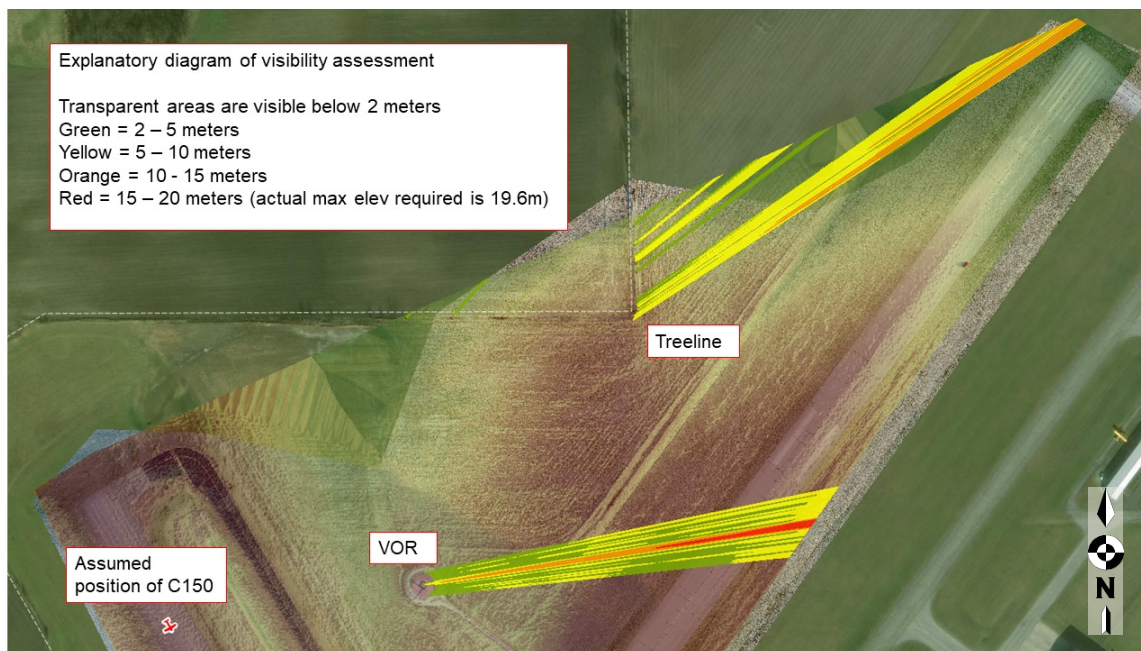 Explanatory diagram of visibility assessment
Transparent areas are visible below 2 meters
Green = 2 – 5 meters
Yellow = 5 – 10 meters
Orange = 10 - 15 meters
Red = 15 – 20 meters (actual max elev required is 19.6m)
Treeline
VOR
Assumed
position of C150
N